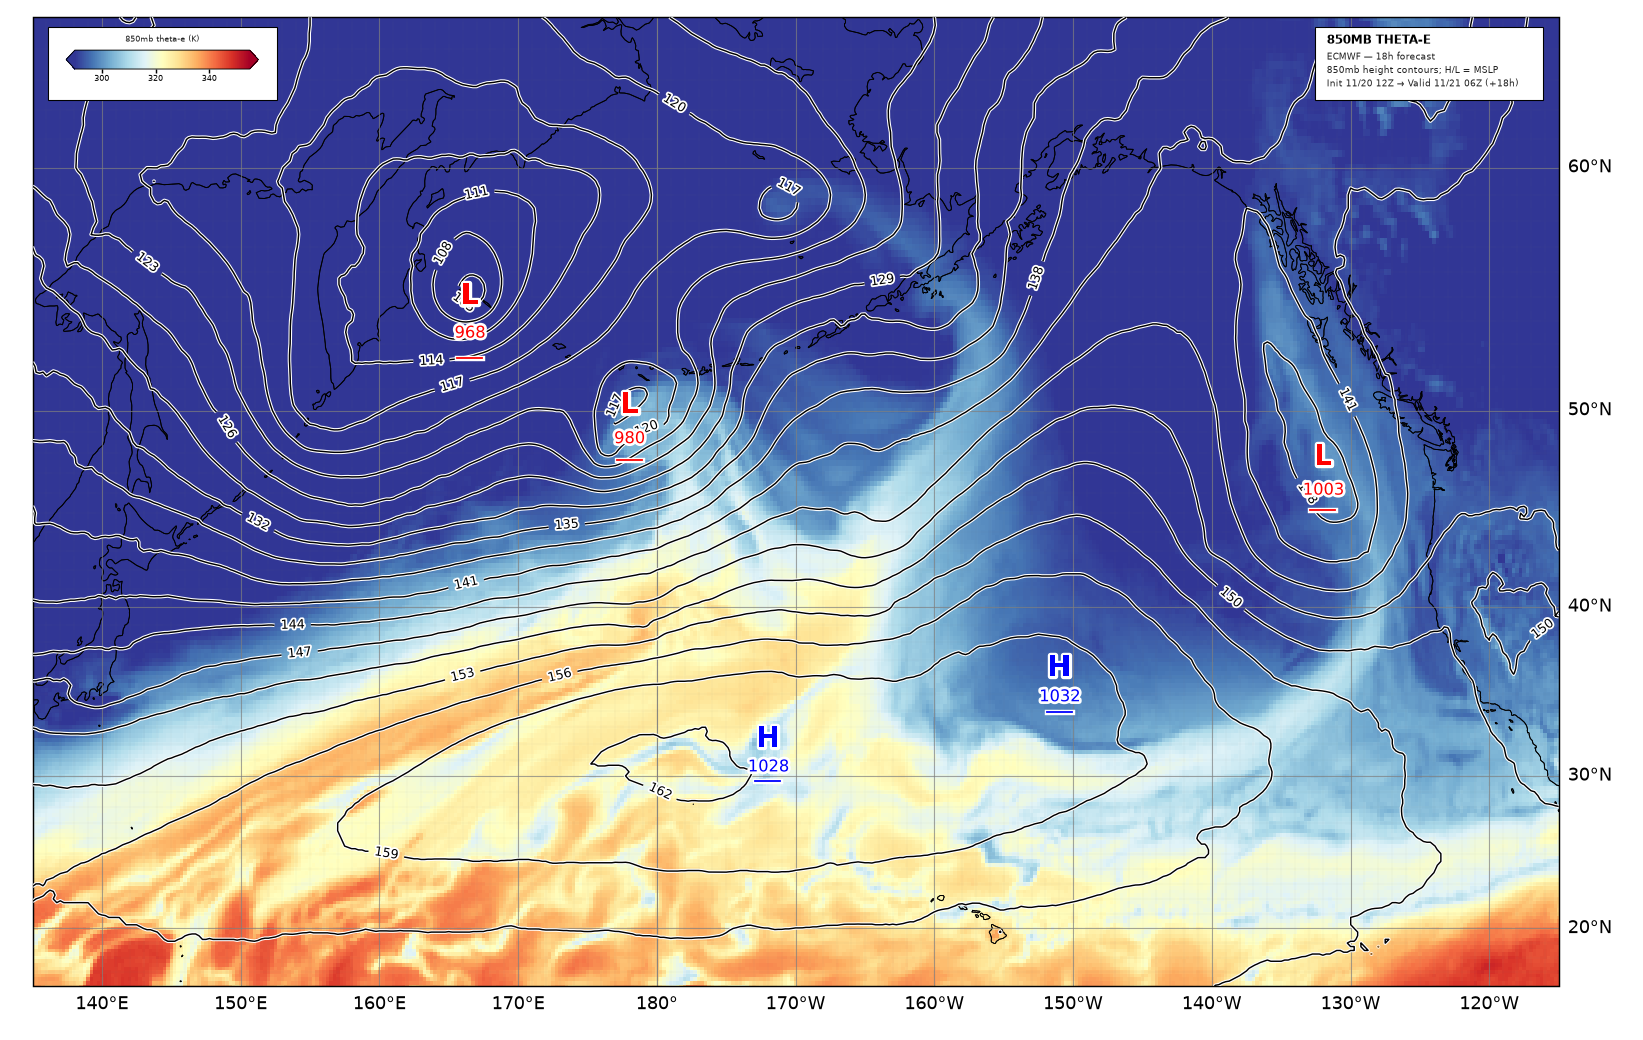 850mb theta-e (K)
300 320 340
850MB THETA-E
ECMWF — 18h forecast
850mb height contours; H/L = MSLP
Init 11/20 12Z → Valid 11/21 06Z (+18h)
120
117
111
108
123
129
138
L
968
114
117
117
L
120
980
126
141
L
1003
132
135
141
150
150
144
147
153
156
H
1032
H
1028
162
159
60°N
50°N
40°N
30°N
20°N
140°E 150°E 160°E 170°E 180° 170°W 160°W 150°W 140°W 130°W 120°W